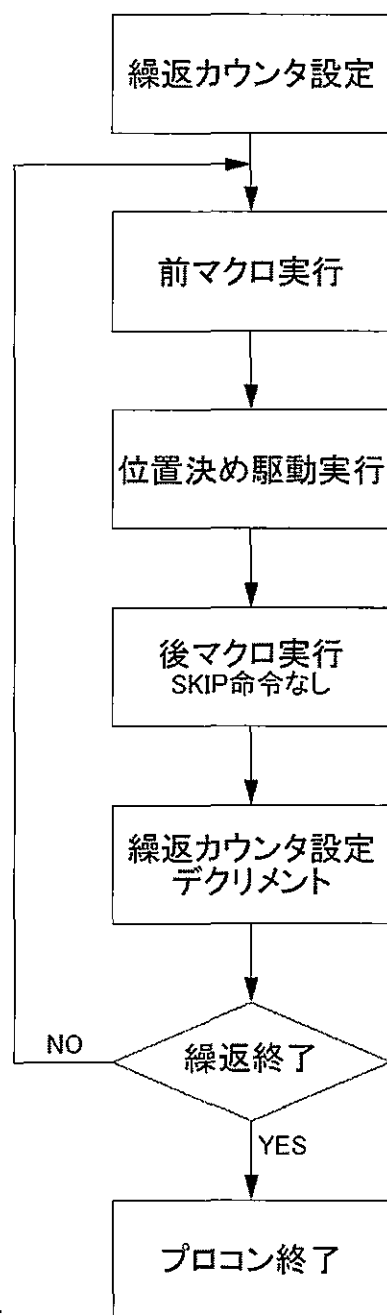 繰返カウンタ設定
前マクロ実行
位置決め駆動実行
後マクロ実行
SKIP命令なし
繰返カウンタ設定
デクリメント
繰返終了
NO
YES
プロコン終了